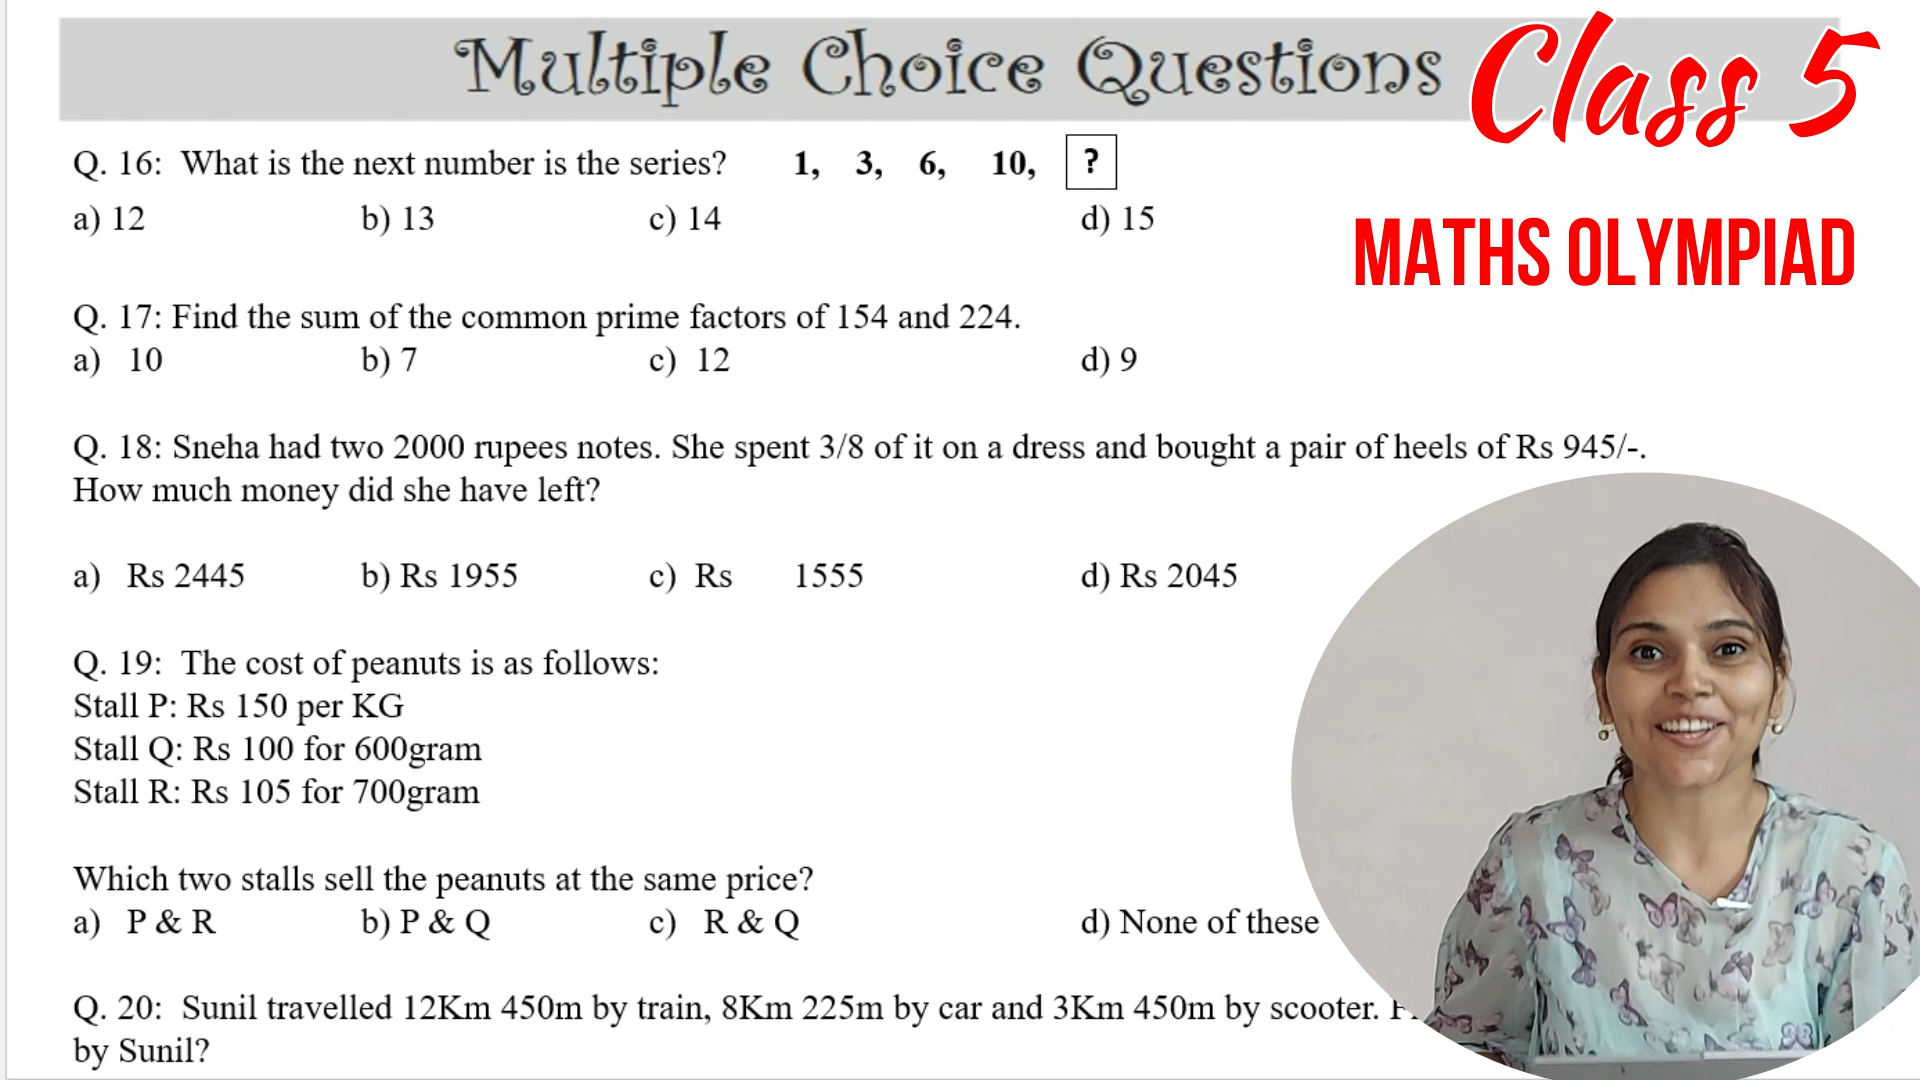 Multiple Choice Questions Class 5
Q. 16: What is the next number is the series? 1, 3, 6, 10, ?
a) 12 b) 13 c) 14 d) 15
MATHS OLYMPIAD
Q. 17: Find the sum of the common prime factors of 154 and 224.
a) 10 b) 7 c) 12 d) 9
Q. 18: Sneha had two 2000 rupees notes. She spent 3/8 of it on a dress and bought a pair of heels of Rs 945/-.
How much money did she have left?
a) Rs 2445 b) Rs 1955 c) Rs 1555 d) Rs 2045
Q. 19: The cost of peanuts is as follows:
Stall P: Rs 150 per KG
Stall Q: Rs 100 for 600gram
Stall R: Rs 105 for 700gram
Which two stalls sell the peanuts at the same price?
a) P & R b) P & Q c) R & Q d) None of these
Q. 20: Sunil travelled 12Km 450m by train, 8Km 225m by car and 3Km 450m by scooter.
by Sunil?